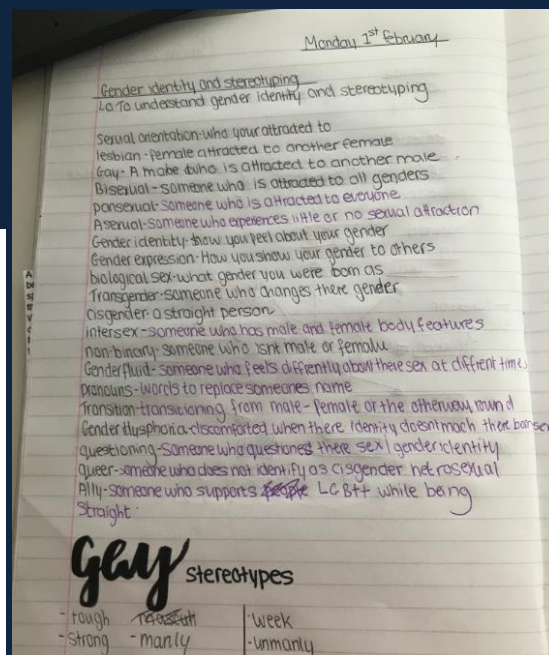 Monday 1st february
Gender identity and stereotyping
LO To understand gender identity and stereotyping
Sexual orientation-who your attracted to
lesbian-female attracted to another female
Gay-A male who is attracted to another male
Bisexual-someone who is attracted to all genders
pansexual-Someone who is attracted to everyone
Asexual-Someone who experiences little or no sexual attraction
Gender identity-how you feel about your gender
Gender expression-How you show your gender to others
biological sex-what gender you were born as
Transgender-someone who changes there gender
cisgender-a straight person
intersex-someone who has male and female body features
non-binary-someone who isnt male or female
Genderfluid-someone who feels diffrently about there sex at diffrent times
pronouns-words to replace someones name
Transition-transitioning from male-female or the otherway round
Gender dysphoria-discomforted when there identity doesnt mach there
questioning-Someone who questiones there sex/genderidentity
queer-someone who does not identify as cisgender hetrosexual
Ally-Someone who supports LGBt+ while being
Straight.
gay stereotypes
-tough -week
-strong -manly -unmanly